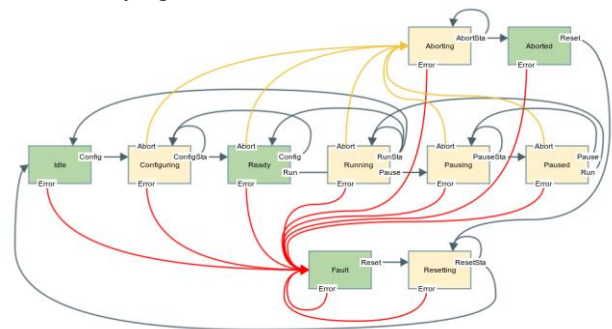 Aborting
AbortSta
Aborted
Reset
Error
Error
Abort
Abort
Abort
Abort
Abort
Idle
Config
Configuring
ConfigSta
Ready
Config
Run
Running
RunSta
Pause
Pausing
PauseSta
Paused
Pause
Run
Error
Error
Error
Error
Error
Error
Fault
Reset
Resetting
ResetSta
Error
Error